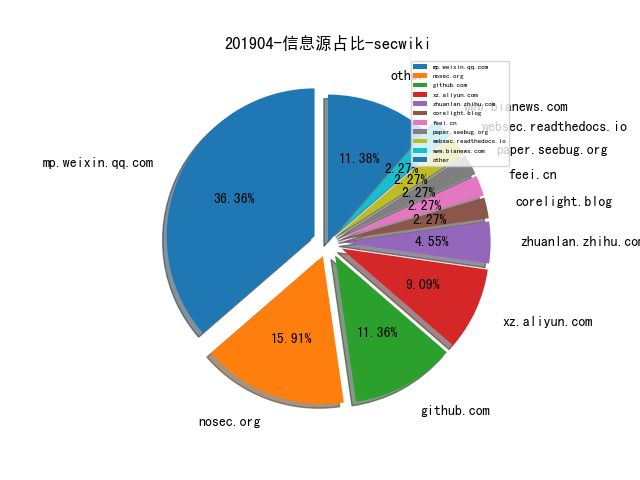 201904-信息源占比-secwiki
other
mp.weixin.qq.com
nosec.org
github.com
xz.aliyun.com
zhuanlan.zhihu.com
corelight.blog
feei.cn
paper.seebug.org
websec.readthedocs.io
www.bianews.com
other
www.bianews.com
websec.readthedocs.io
paper.seebug.org
feei.cn
corelight.blog
zhuanlan.zhihu.com
xz.aliyun.com
github.com
nosec.org
mp.weixin.qq.com
36.36%
15.91%
11.36%
9.09%
4.55%
2.27%
2.27%
2.27%
2.27%
2.27%
11.38%